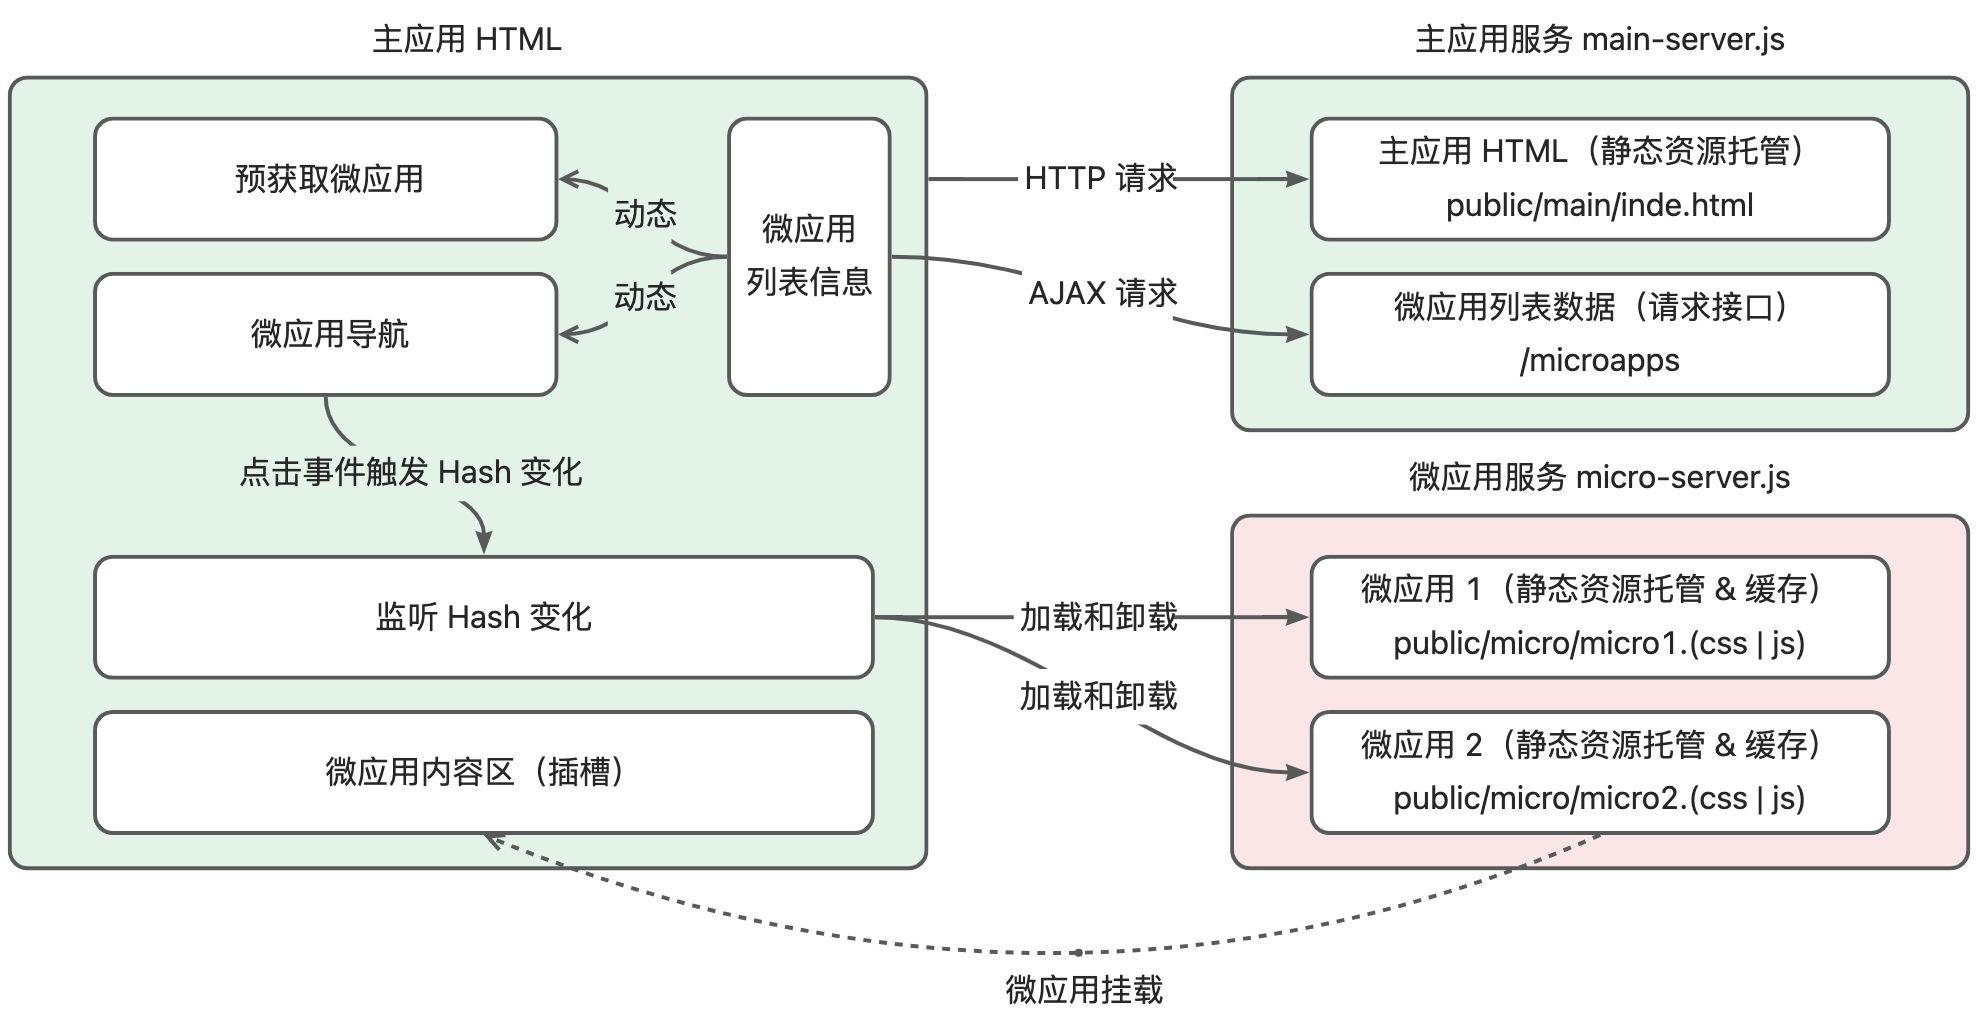 主应用 HTML
预获取微应用
动态
微应用
列表信息
动态
微应用导航
点击事件触发 Hash 变化
监听 Hash 变化
微应用内容区（插槽）
HTTP 请求
AJAX 请求
加载和卸载
加载和卸载
主应用服务 main-server.js
主应用 HTML（静态资源托管）
public/main/inde.html
微应用列表数据（请求接口）
/microapps
微应用服务 micro-server.js
微应用 1（静态资源托管 & 缓存）
public/micro/micro1.(css | js)
微应用 2（静态资源托管 & 缓存）
public/micro/micro2.(css | js)
微应用挂载